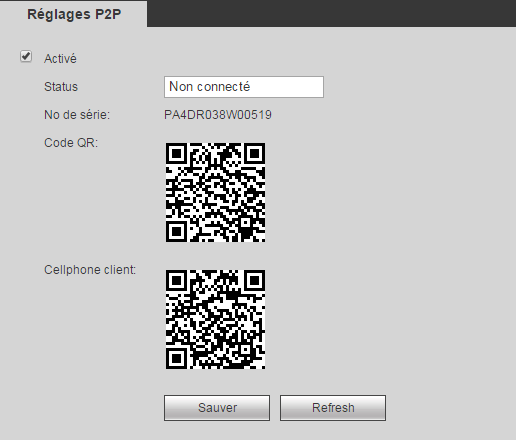 Réglages P2P
Activé
Status Non connecté
No de série: PA4DR038W00519
Code QR:
Cellphone client:
Sauver Refresh